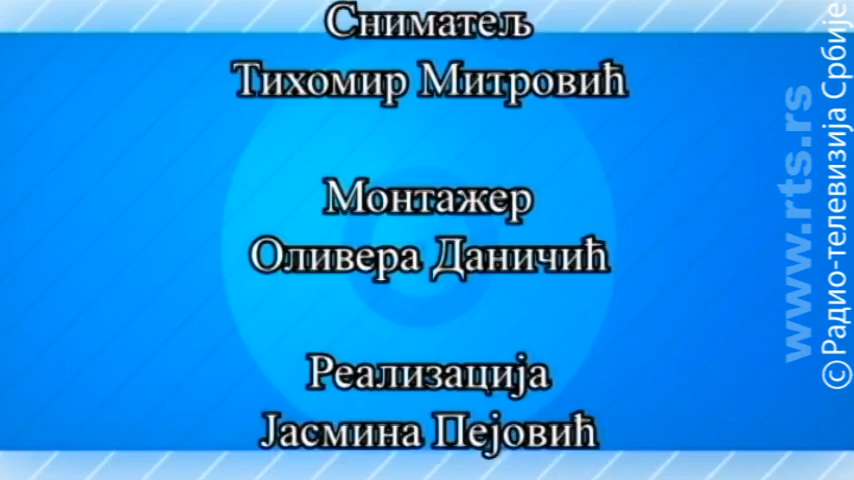 Сниматељ
Тихомир Митровић
Монтажер
Оливера Даничић
Реализација
Јасмина Пејовић
www.rts.rs
© Радио-телевизија Србије